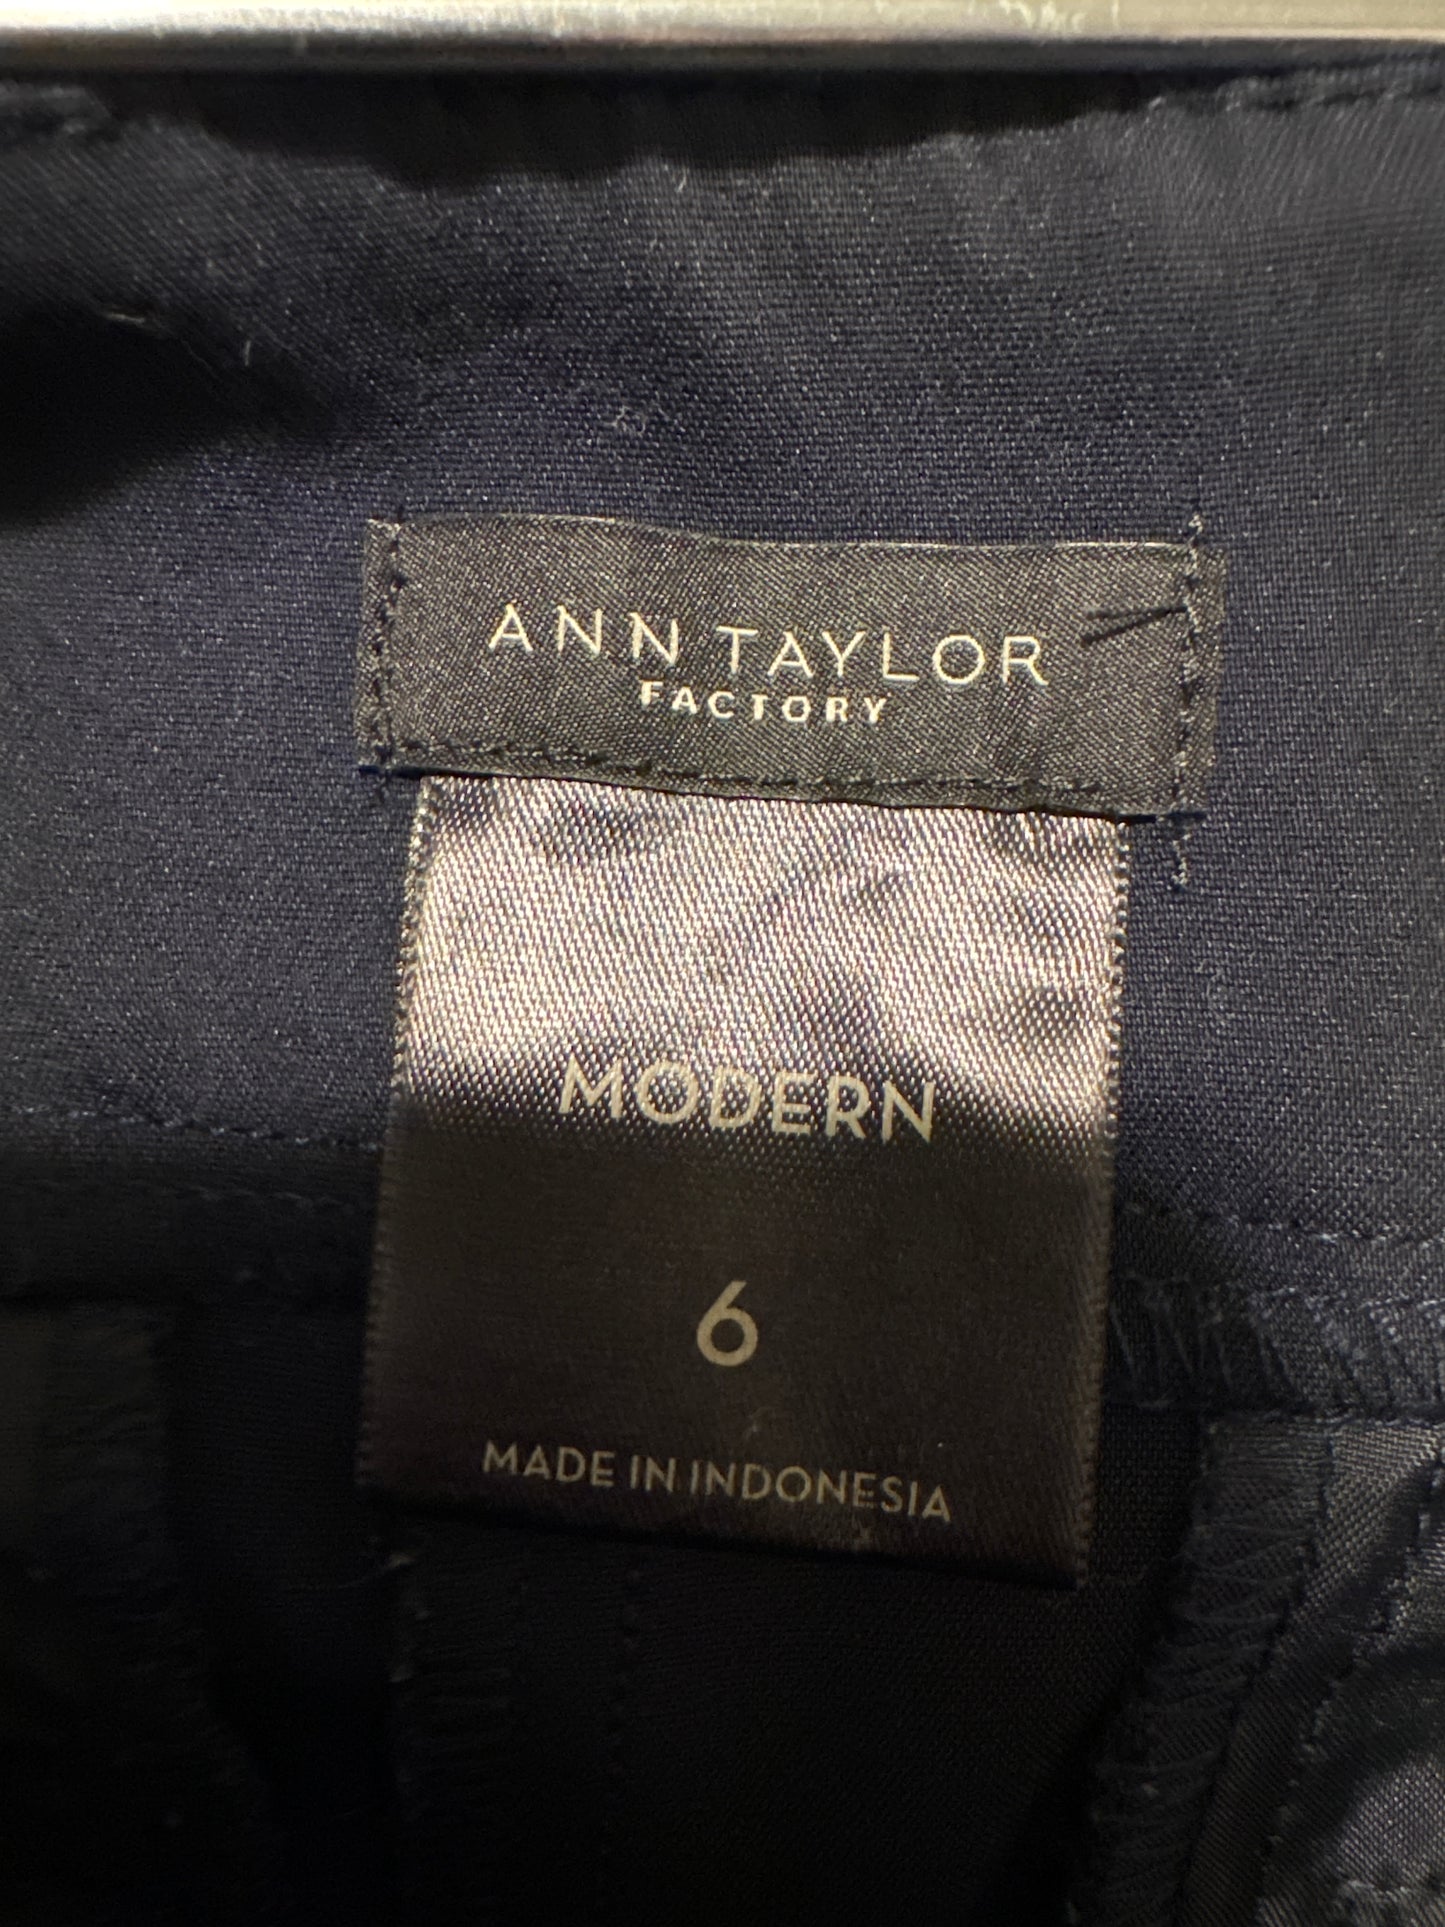 ANN TAYLOR
FACTORY
MODERN
6
MADE IN INDONESIA